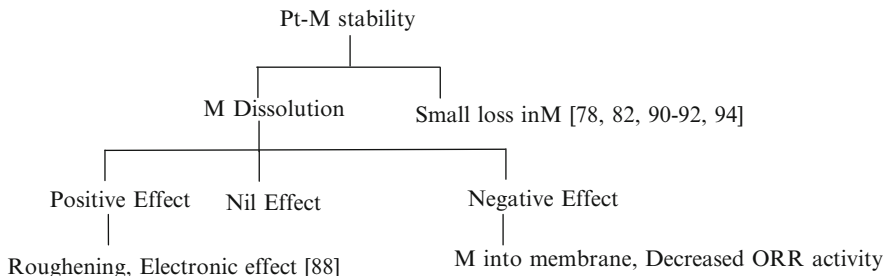 Pt-M stability
M Dissolution
Small loss inM [78, 82, 90-92, 94]
Positive Effect
Nil Effect
Negative Effect
Roughening, Electronic effect [88]
M into membrane, Decreased ORR activity